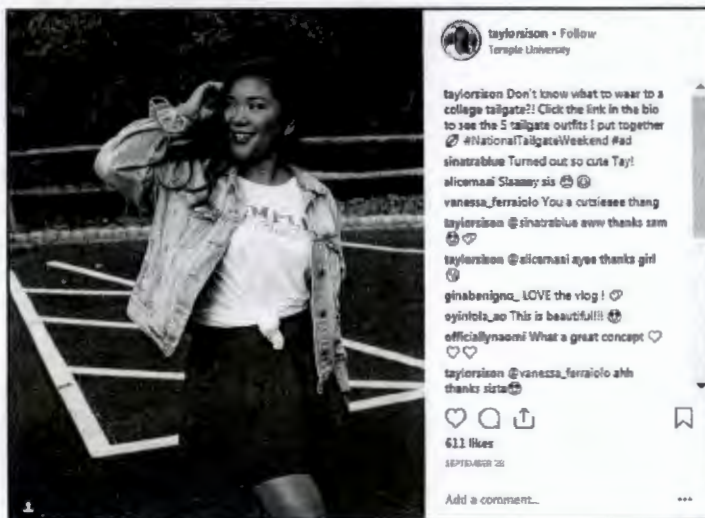 taylorsison • Follow
Temple University
taylorsison Don't know what to wear to a
college tailgate?! Click the link in the bio
to see the 5 tailgate outfits I put together
🏈 #NationalTailgateWeekend #ad
sinatrablue Turned out so cute Tay!
alicemaai Slaaaay sis
vanessa_ferraiolo You a cutsieeee thang
taylorsison @sinatrablue aww thanks sam
taylorsison @alicemaai ayee thanks girl
ginabenigno_ LOVE the vlog !
oyinlola_ao This is beautiful!!!
officiallynaomi What a great concept ♡
♡♡
taylorsison @vanessa_ferraiolo ahh
thanks sista
611 likes
SEPTEMBER 28
Add a comment...